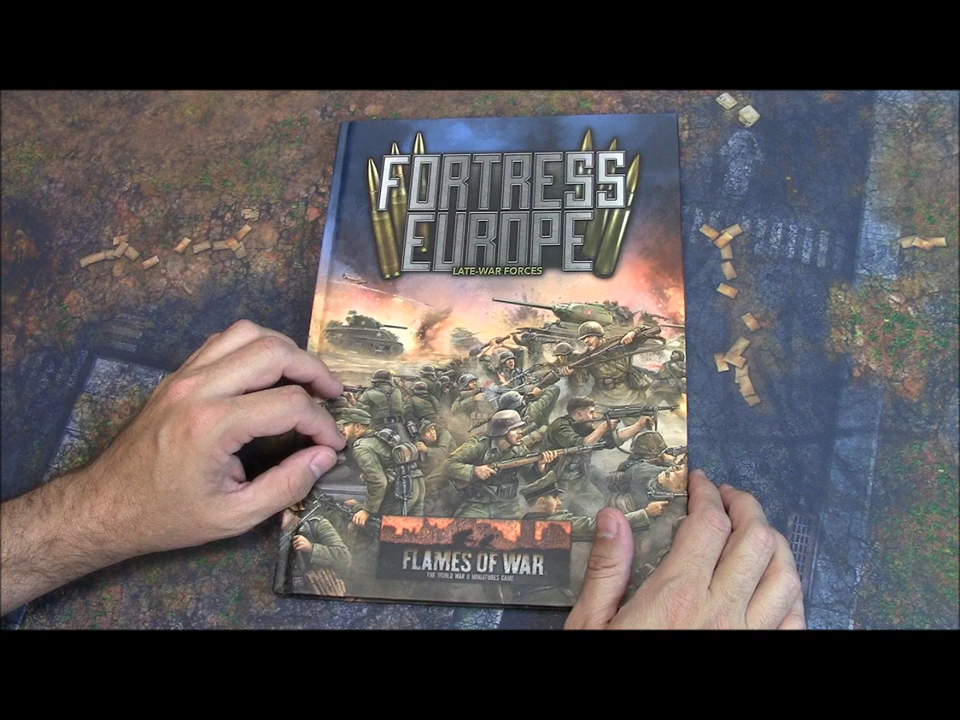 FORTRESS
EUROPE
LATE-WAR FORCES
FLAMES OF WAR
THE WORLD WAR II MINIATURES GAME